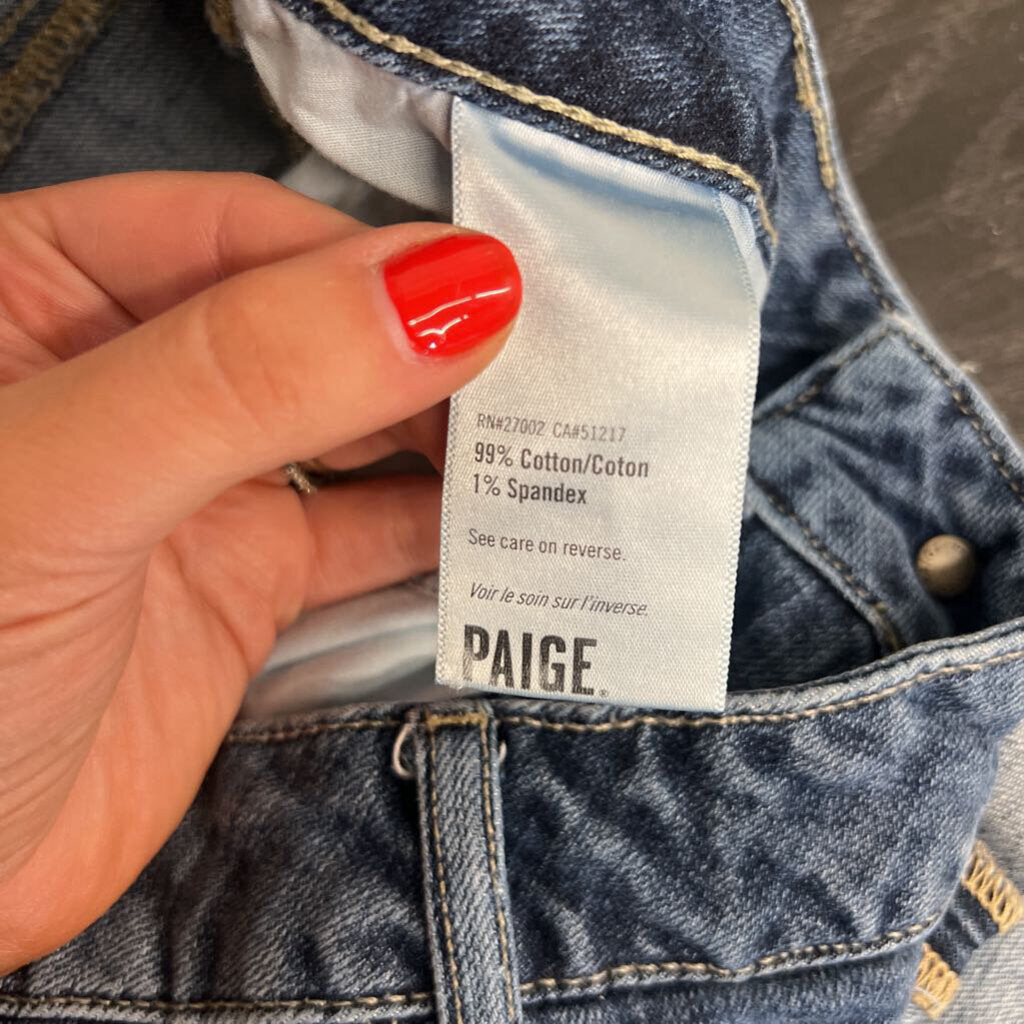 RN#27002 CA#51217
99% Cotton/Coton
1% Spandex
See care on reverse.
Voir le soin sur l'inverse.
PAIGE.